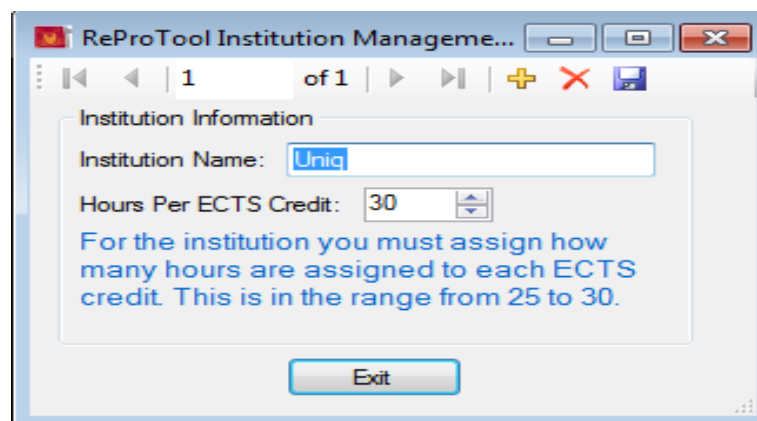 ReProTool Institution Manageme...
1 of 1
Institution Information
Institution Name: Uniq
Hours Per ECTS Credit: 30
For the institution you must assign how
many hours are assigned to each ECTS
credit. This is in the range from 25 to 30.
Exit